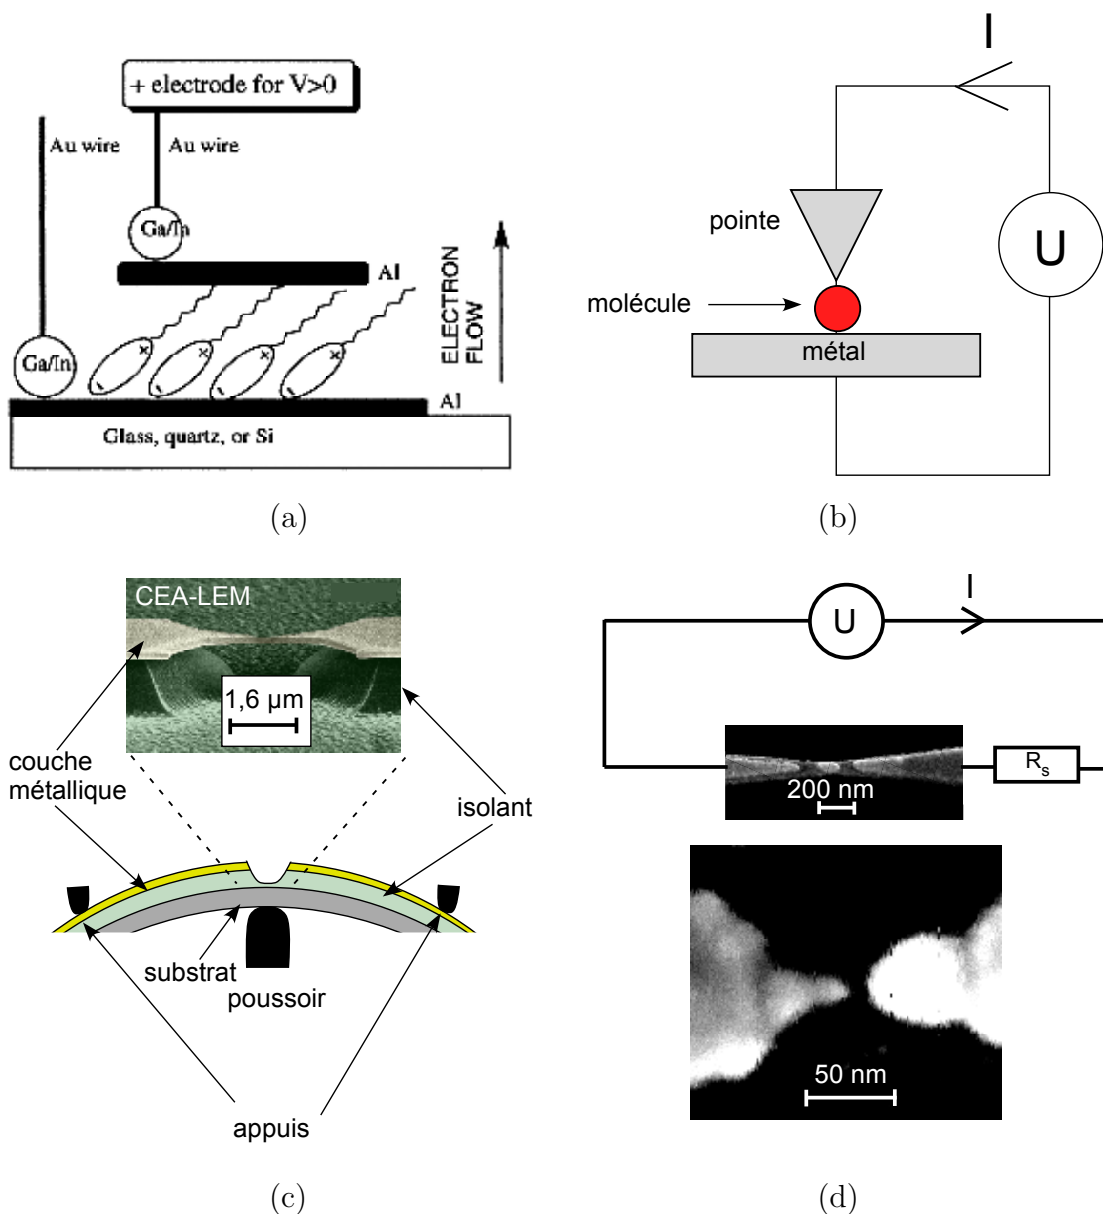 + electrode for V>0
Au wire
Au wire
Ga/In
Al
ELECTRON
FLOW
Ga/In
Al
Glass, quartz, or Si
(a)
I
pointe
U
molécule
métal
(b)
CEA-LEM
1,6 µm
couche
métallique
isolant
substrat
poussoir
appuis
(c)
U
I
200 nm
Rs
50 nm
(d)